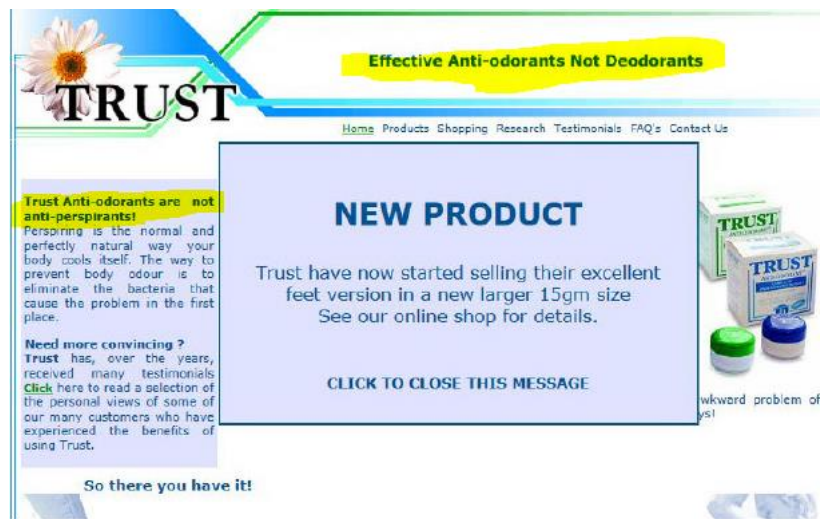 Effective Anti-odorants Not Deodorants
TRUST
Home Products Shopping Research Testimonials FAQ's Contact Us
Trust Anti-odorants are not
anti-perspirants!
Perspiring is the normal and
perfectly natural way your
body cools itself. The way to
prevent body odour is to
eliminate the bacteria that
cause the problem in the first
place.
Need more convincing ?
Trust has, over the years,
received many testimonials
Click here to read a selection of
the personal views of some of
our many customers who have
experienced the benefits of
using Trust.
NEW PRODUCT
Trust have now started selling their excellent
feet version in a new larger 15gm size
See our online shop for details.
CLICK TO CLOSE THIS MESSAGE
TRUST
TRUST
wkward problem of
ys!
So there you have it!